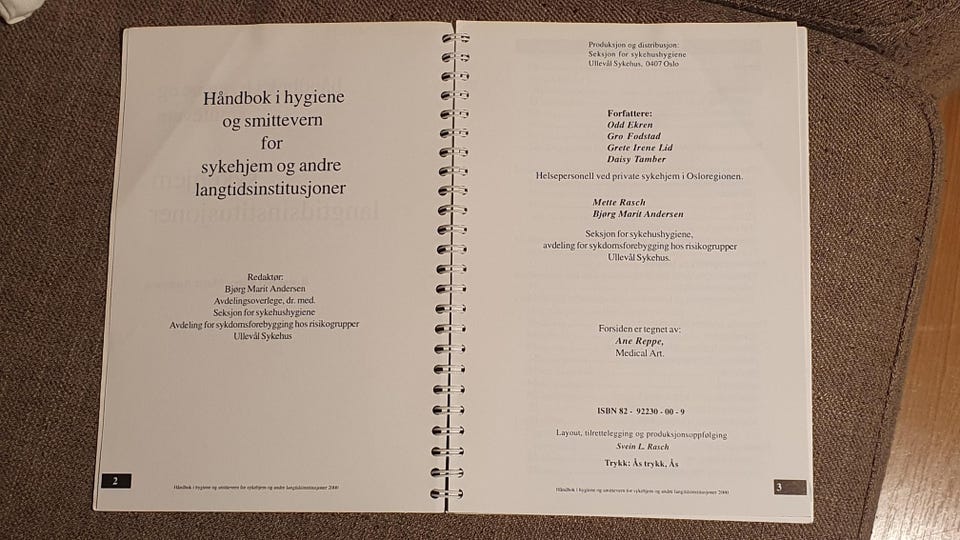 Håndbok i hygiene
og smittevern
for
sykehjem og andre
langtidsinstitusjoner
Redaktør:
Bjørg Marit Andersen
Avdelingsoverlege, dr. med.
Seksjon for sykehushygiene
Avdeling for sykdomsforebygging hos risikogrupper
Ullevål Sykehus
2
Håndbok i hygiene og smittevern for sykehjem og andre langtidsinstitusjoner 2000
Produksjon og distribusjon:
Seksjon for sykehushygiene
Ullevål Sykehus, 0407 Oslo
Forfattere:
Odd Ekren
Gro Fodstad
Grete Irene Lid
Daisy Tamber
Helsepersonell ved private sykehjem i Osloregionen.
Mette Rasch
Bjørg Marit Andersen
Seksjon for sykehushygiene,
avdeling for sykdomsforebygging hos risikogrupper
Ullevål Sykehus.
Forsiden er tegnet av:
Ane Reppe,
Medical Art.
ISBN 82 - 92230 - 00 - 9
Layout, tilrettelegging og produksjonsoppfølging
Svein L. Rasch
Trykk: Ås trykk, Ås
Håndbok i hygiene og smittevern for sykehjem og andre langtidsinstitusjoner 2000
3